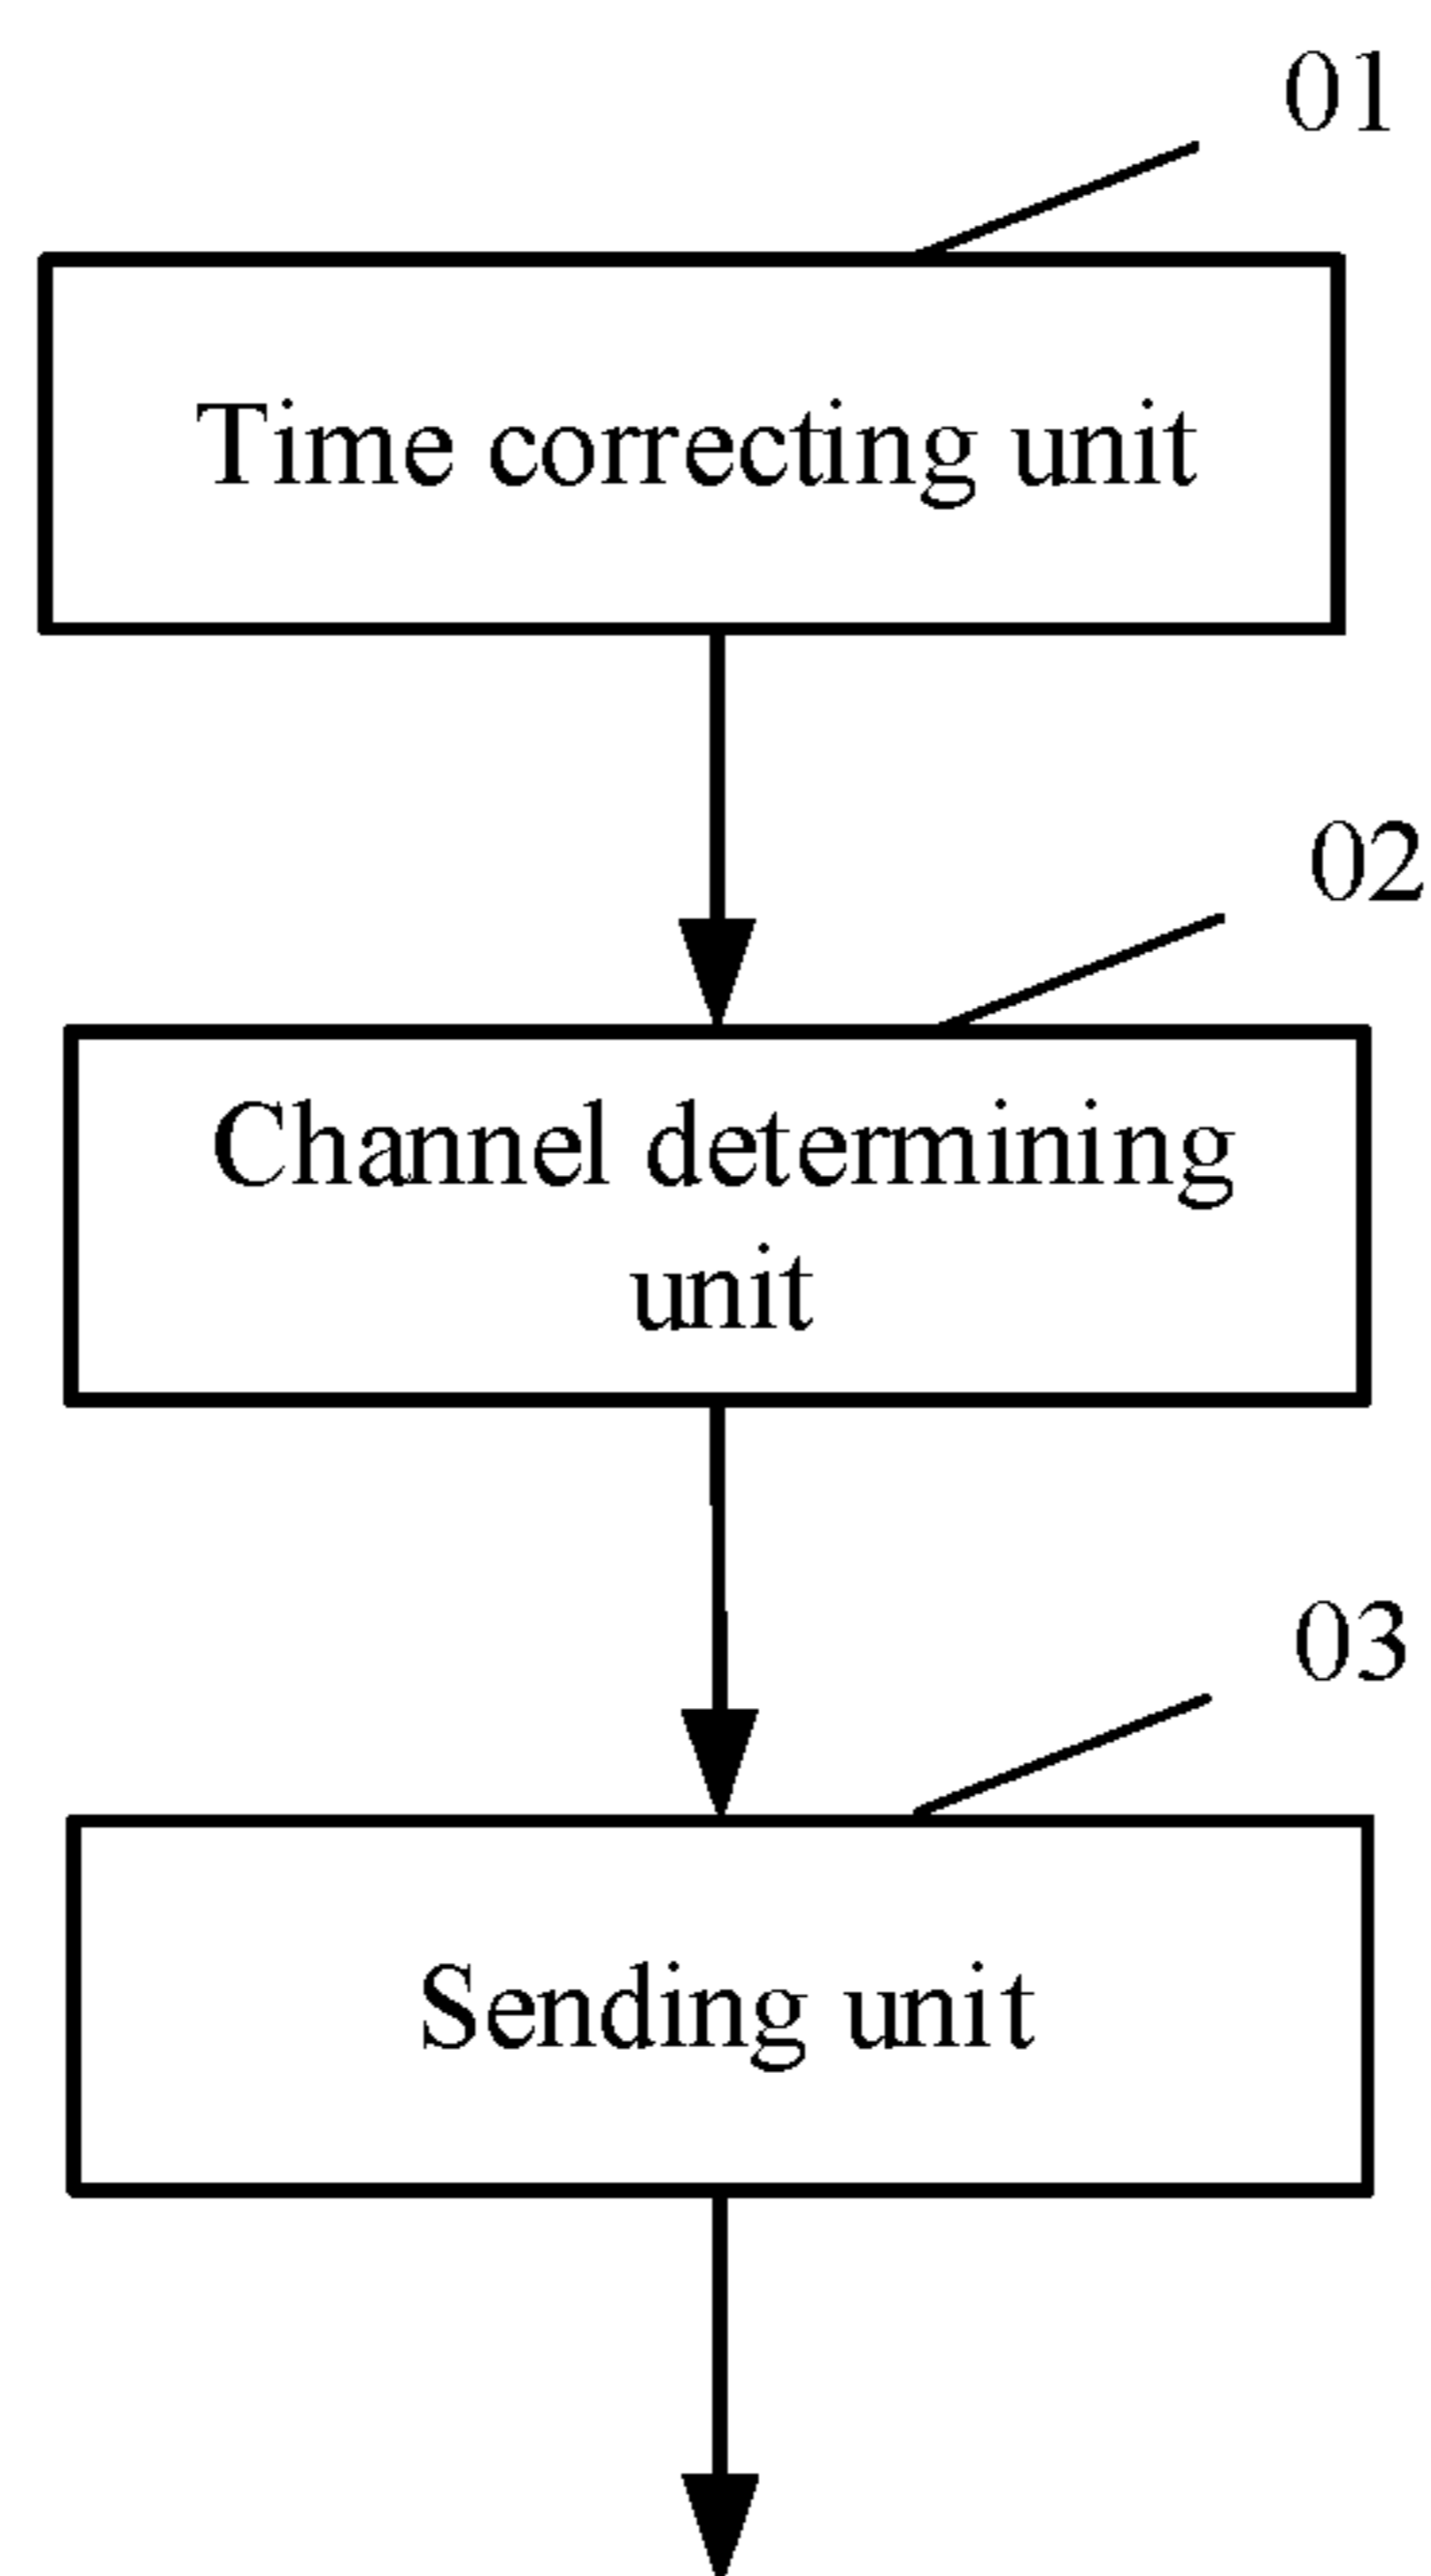 01
Time correcting unit
02
Channel determining
unit
03
Sending unit